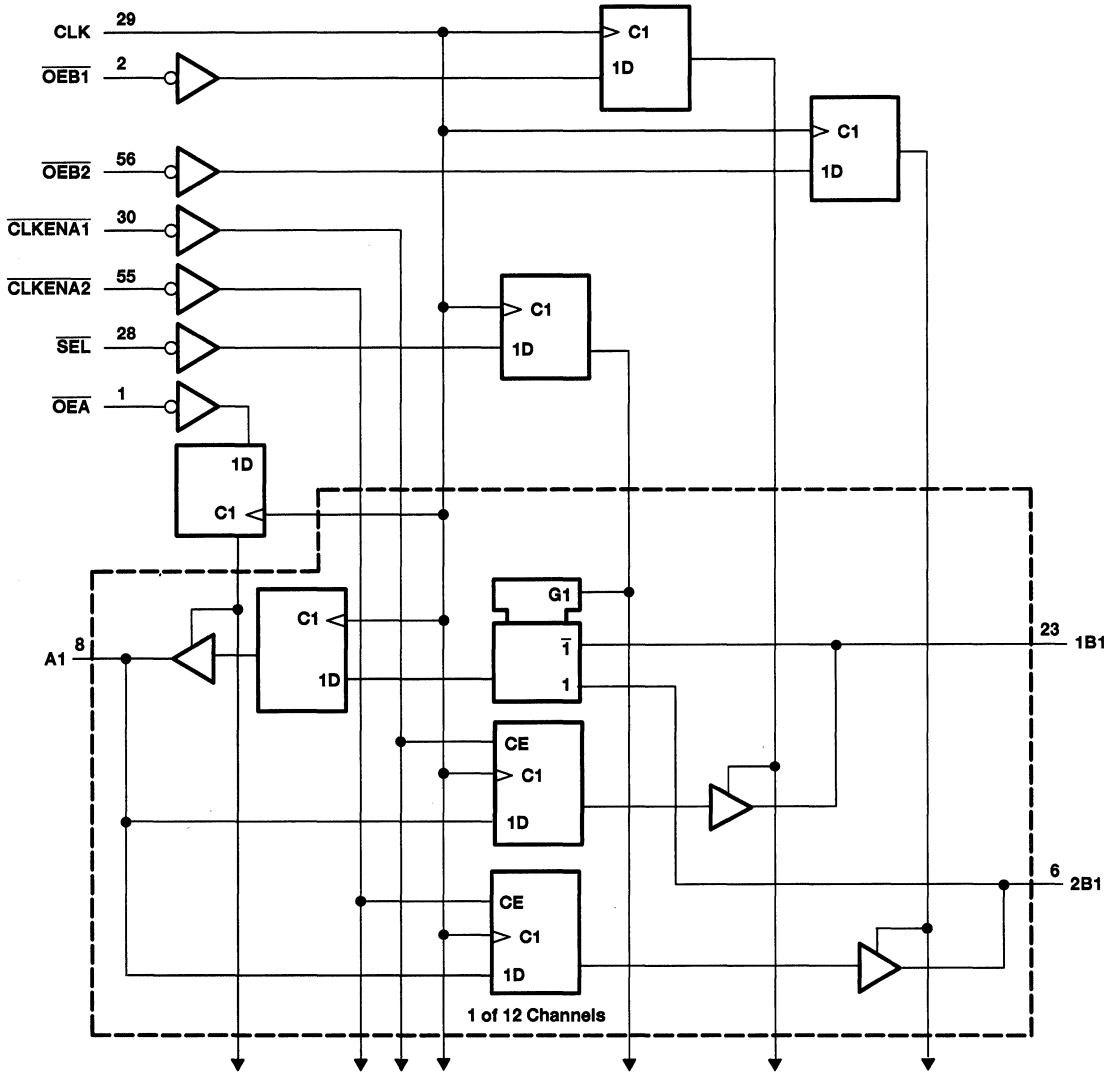 CLK 29
C1
1D
OEB1 2
C1
1D
OEB2 56
CLKENA1 30
CLKENA2 55
C1
1D
SEL 28
OEA 1
1D
C1
G1
C1
1
1D
1
A1 8
23 1B1
CE
C1
1D
6 2B1
CE
C1
1D
1 of 12 Channels